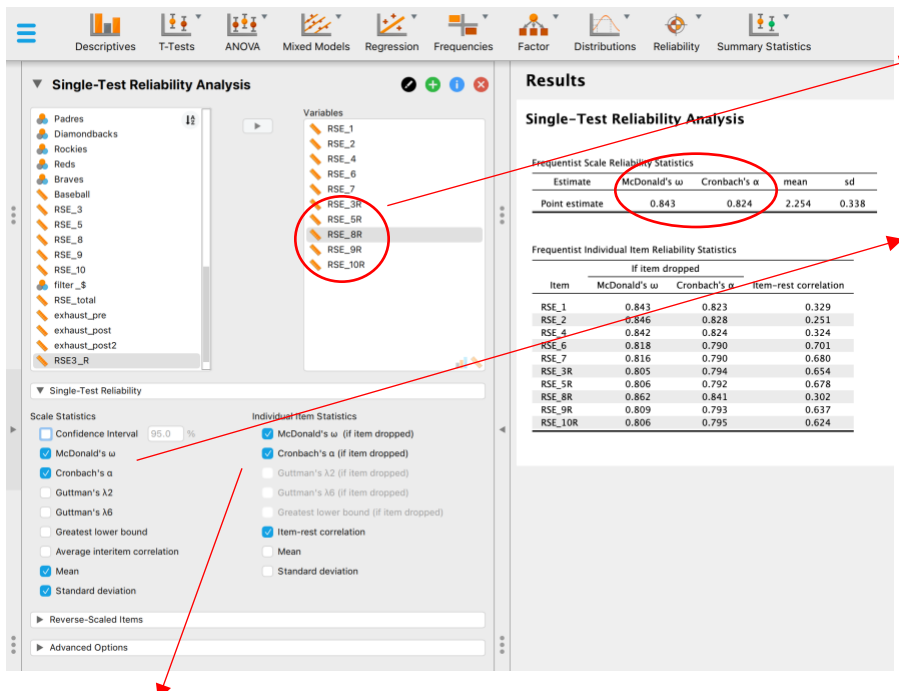 Descriptives T-Tests ANOVA Mixed Models Regression Frequencies Factor Distributions Reliability Summary Statistics
Single-Test Reliability Analysis
Padres
Diamondbacks
Rockies
Reds
Braves
Baseball
RSE_3
RSE_5
RSE_8
RSE_9
RSE_10
filter_$
RSE_total
exhaust_pre
exhaust_post
exhaust_post2
RSE3_R
Variables
RSE_1
RSE_2
RSE_4
RSE_6
RSE_7
RSE_3R
RSE_5R
RSE_8R
RSE_9R
RSE_10R
Single-Test Reliability
Scale Statistics
Confidence Interval 95.0 %
McDonald's ω
Cronbach's α
Guttman's λ2
Guttman's λ6
Greatest lower bound
Average interitem correlation
Mean
Standard deviation
Individual Item Statistics
McDonald's ω (if item dropped)
Cronbach's α (if item dropped)
Guttman's λ2 (if item dropped)
Guttman's λ6 (if item dropped)
Greatest lower bound (if item dropped)
Item-rest correlation
Mean
Standard deviation
Reverse-Scaled Items
Advanced Options
Results
Single-Test Reliability Analysis
Frequentist Scale Reliability Statistics
Estimate McDonald's ω Cronbach's α mean sd
Point estimate 0.843 0.824 2.254 0.338
Frequentist Individual Item Reliability Statistics
If item dropped
Item McDonald's ω Cronbach's α Item-rest correlation
RSE_1 0.843 0.823 0.329
RSE_2 0.846 0.828 0.251
RSE_4 0.842 0.824 0.324
RSE_6 0.818 0.790 0.701
RSE_7 0.816 0.790 0.680
RSE_3R 0.805 0.794 0.654
RSE_5R 0.806 0.792 0.678
RSE_8R 0.862 0.841 0.302
RSE_9R 0.809 0.793 0.637
RSE_10R 0.806 0.795 0.624